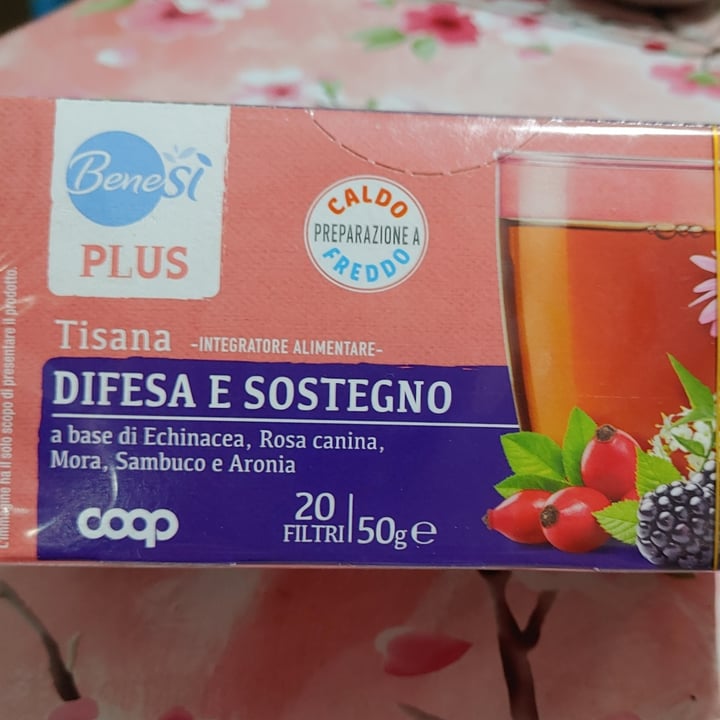 BeneSì
PLUS
CALDO
PREPARAZIONE A
FREDDO
Tisana -INTEGRATORE ALIMENTARE-
DIFESA E SOSTEGNO
a base di Echinacea, Rosa canina,
Mora, Sambuco e Aronia
coop
20
FILTRI
50g e
L'immagine ha il solo scopo di presentare il prodotto.